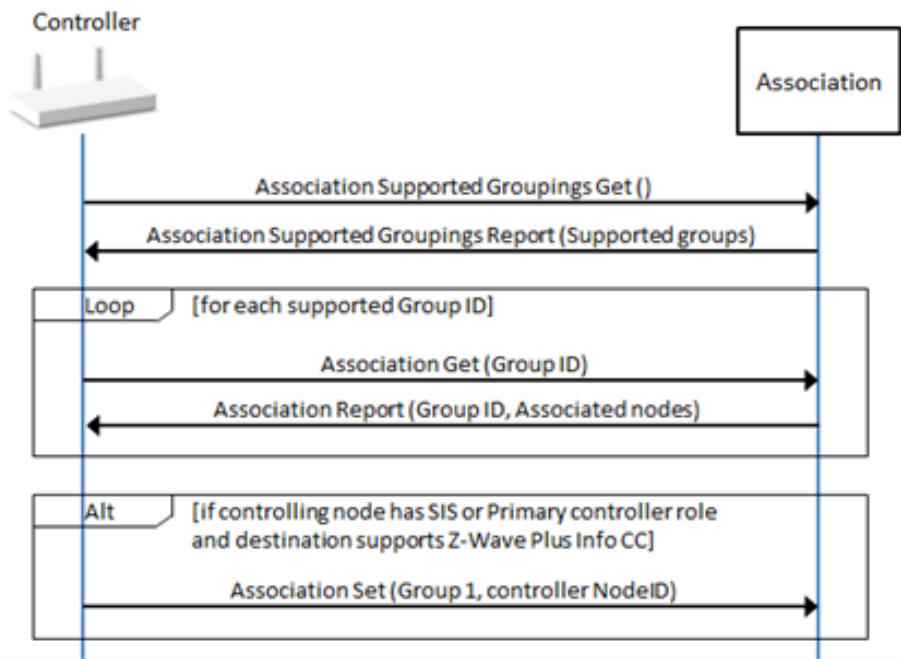 Controller
Association
Association Supported Groupings Get ()
Association Supported Groupings Report (Supported groups)
Loop [for each supported Group ID]
Association Get (Group ID)
Association Report (Group ID, Associated nodes)
Alt [if controlling node has SIS or Primary controller role
and destination supports Z-Wave Plus Info CC]
Association Set (Group 1, controller NodeID)